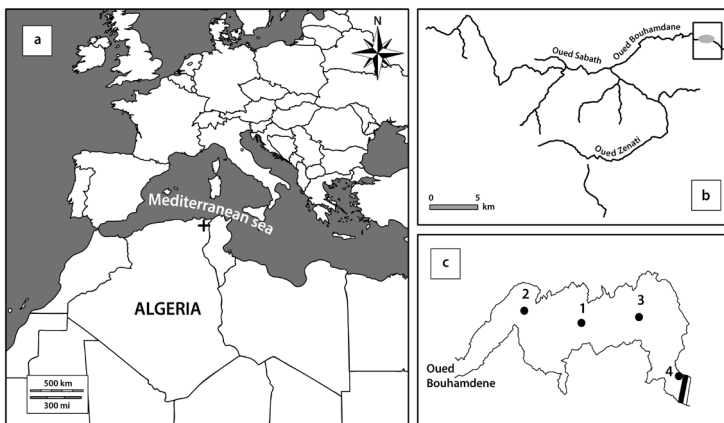 a
N
Mediterranean sea
ALGERIA
500 km
300 mi
Oued Sabath
Oued Bouhamdane
Oued Zenati
0 5
km
b
c
2
1
3
4
Oued
Bouhamdene